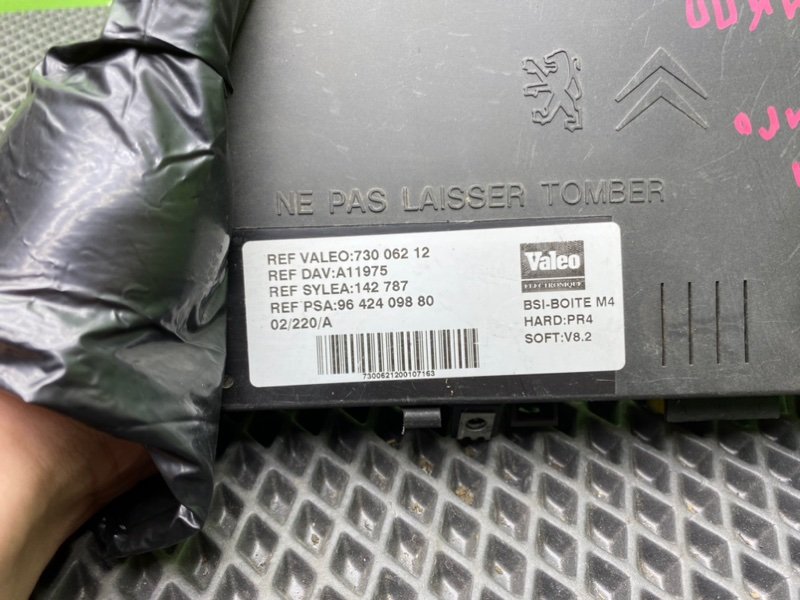 NE PAS LAISSER TOMBER
REF VALEO:730 062 12
REF DAV:A11975
REF SYLEA:142 787
REF PSA:96 424 098 80
02/220/A
7300621200107163
Valeo
ELECTRONIQUE
BSI-BOITE M4
HARD:PR4
SOFT:V8.2